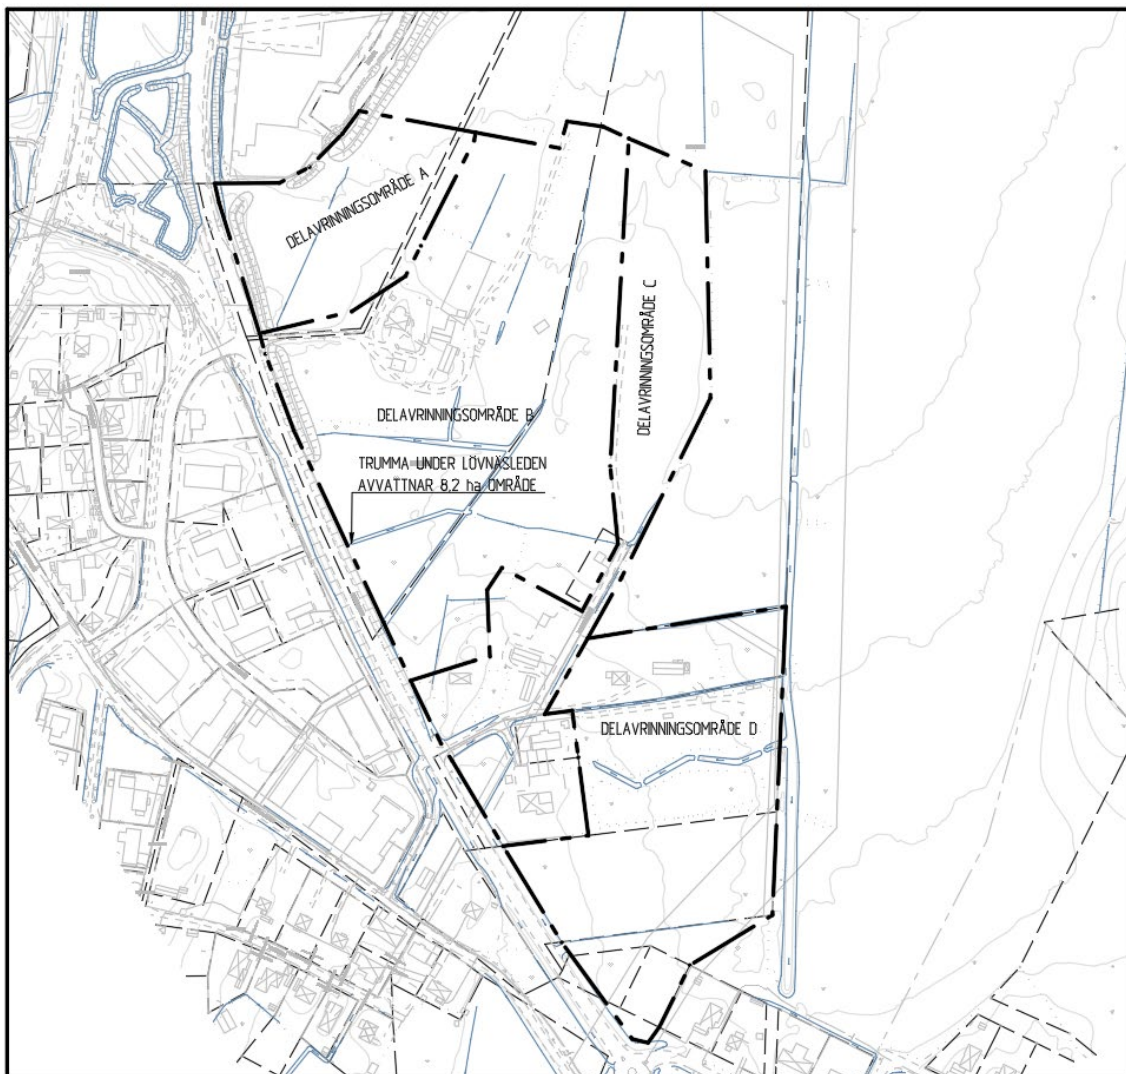 DELAVRINNINGSOMRÅDE A
DELAVRINNINGSOMRÅDE C
DELAVRINNINGSOMRÅDE B
TRUMMA UNDER LÖVNÄSLEDEN
AVVATTNAR 8,2 ha OMRÅDE
DELAVRINNINGSOMRÅDE D